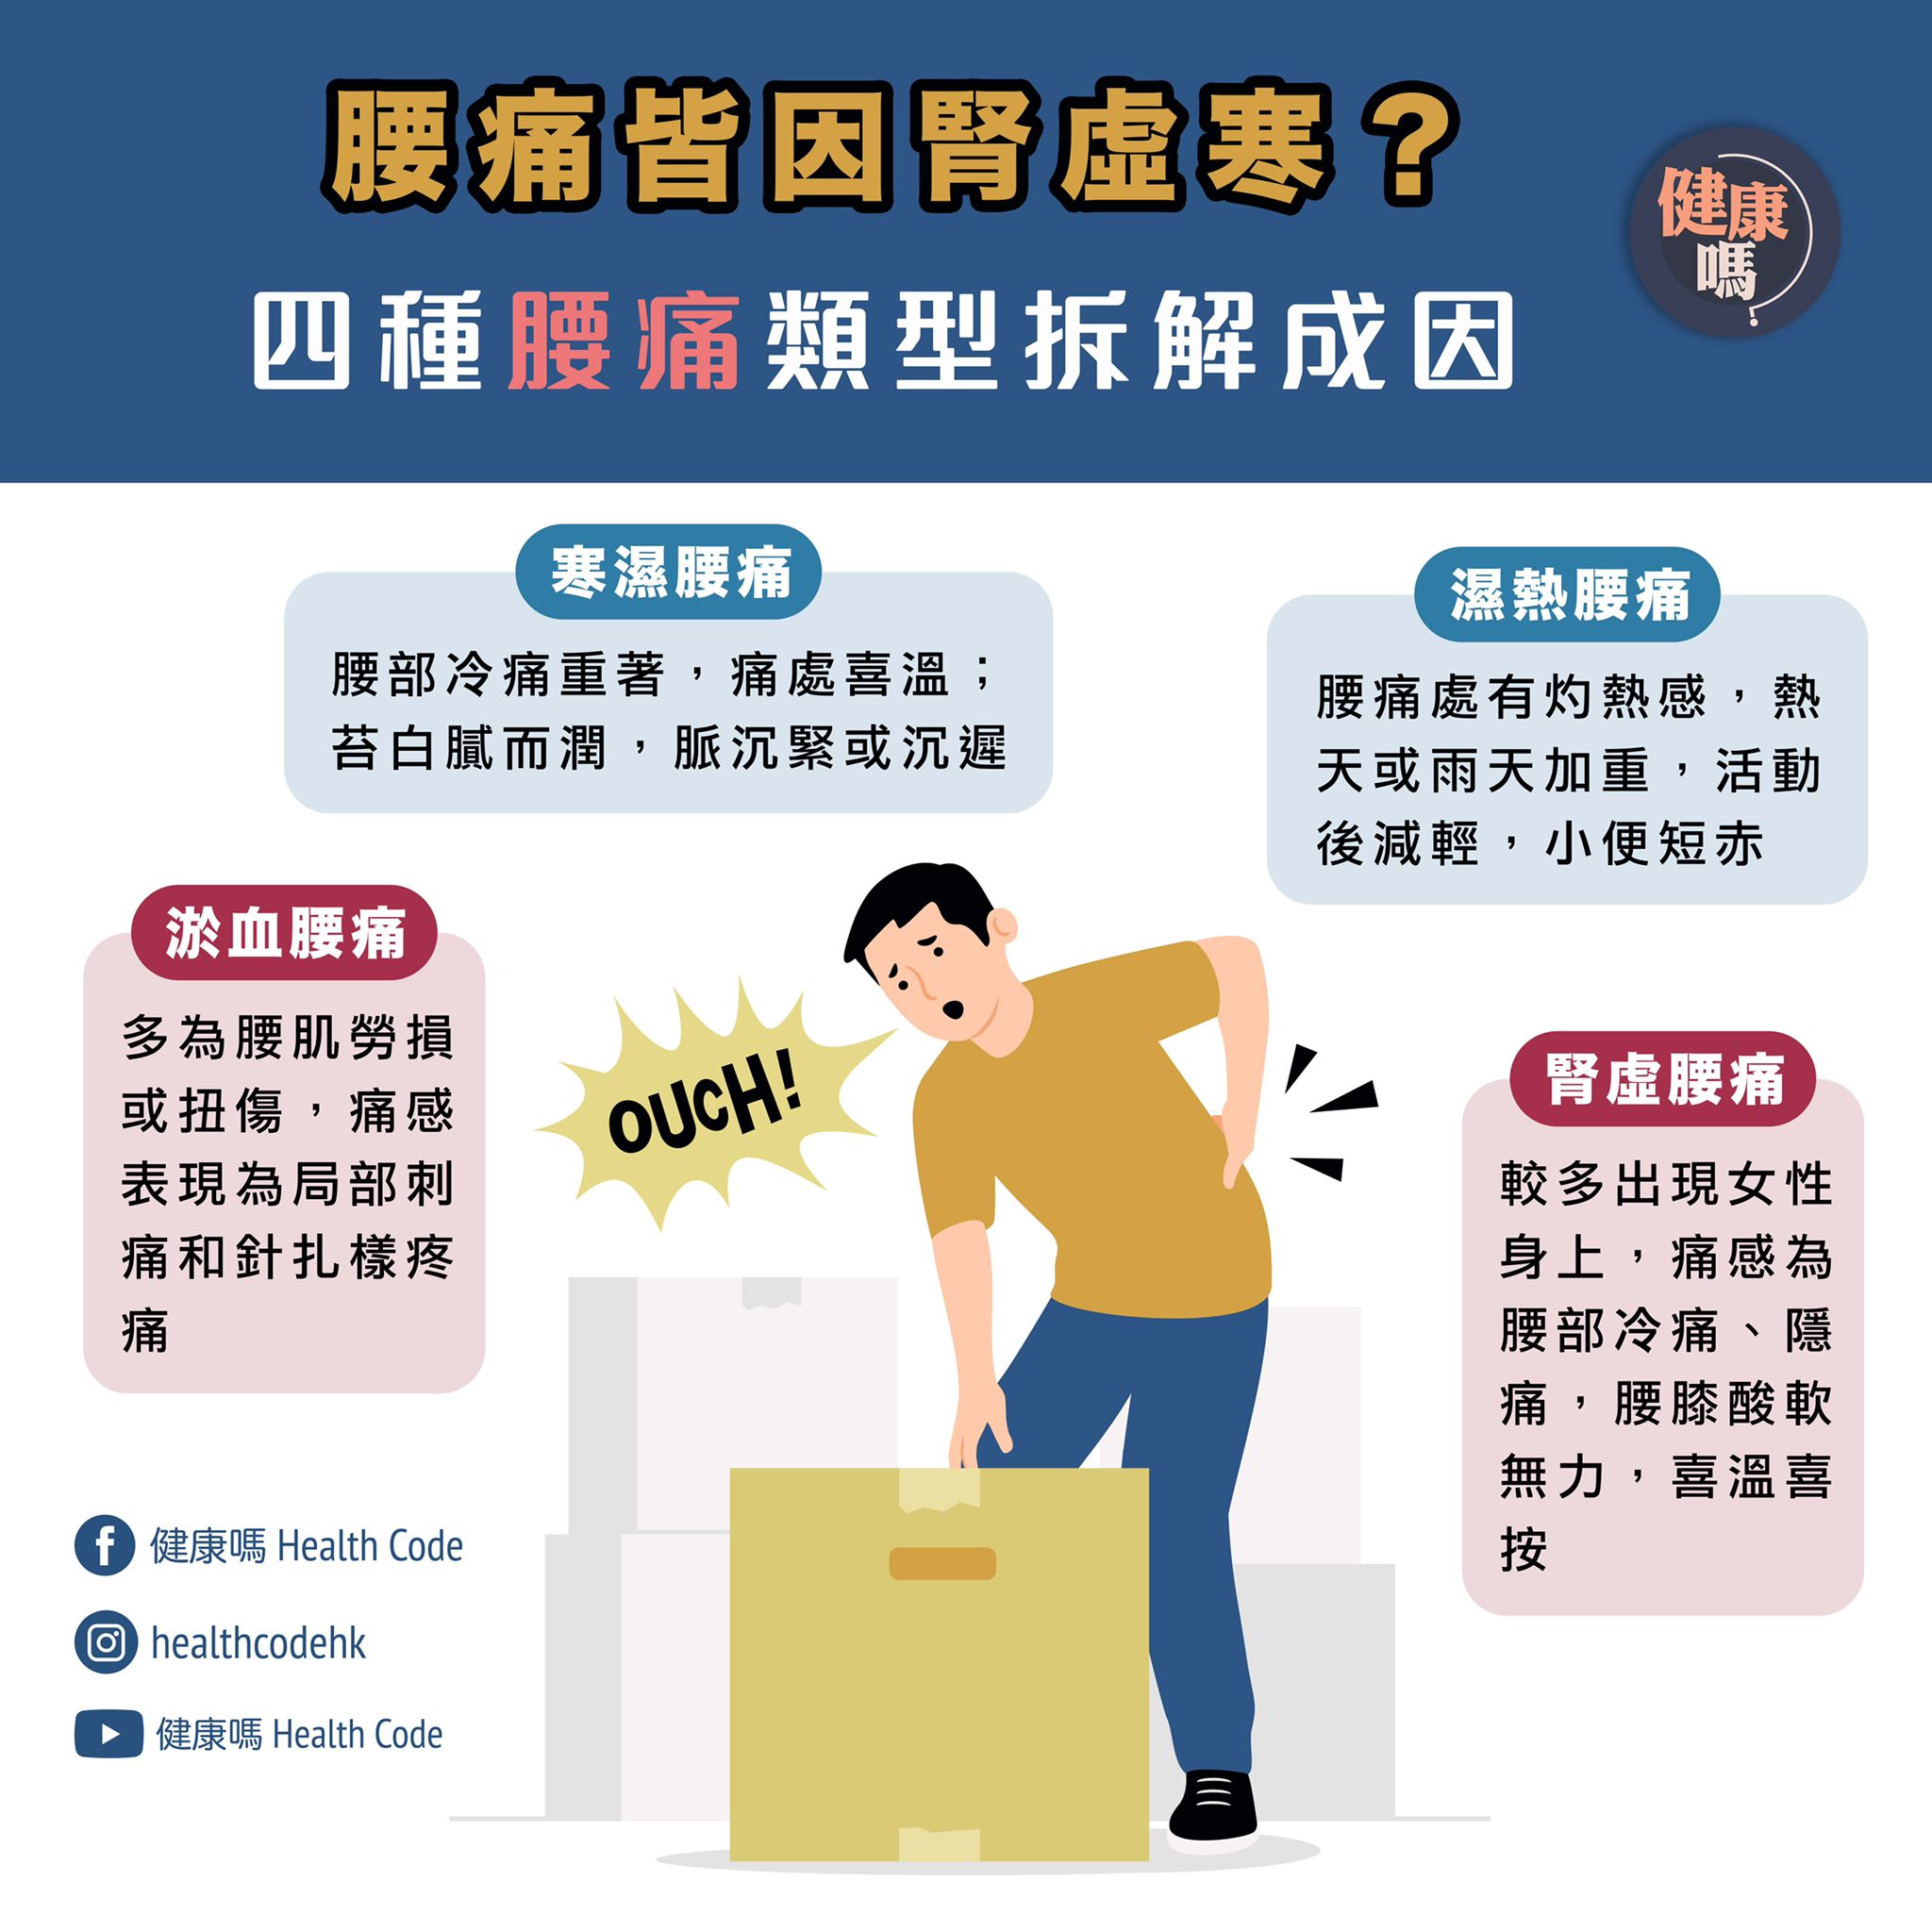 腰痛皆因腎虛寒？
四種腰痛類型拆解成因
健康
嗎
寒濕腰痛
腰部冷痛重著，痛處喜溫；
苔白膩而潤，脈沉緊或沉遲
濕熱腰痛
腰痛處有灼熱感，熱
天或雨天加重，活動
後減輕，小便短赤
淤血腰痛
多為腰肌勞損
或扭傷，痛感
表現為局部刺
痛和針扎樣疼
痛
OUCH!
腎虛腰痛
較多出現女性
身上，痛感為
腰部冷痛、隱
痛，腰膝酸軟
無力，喜溫喜
按
健康嗎 Health Code
healthcodehk
健康嗎 Health Code